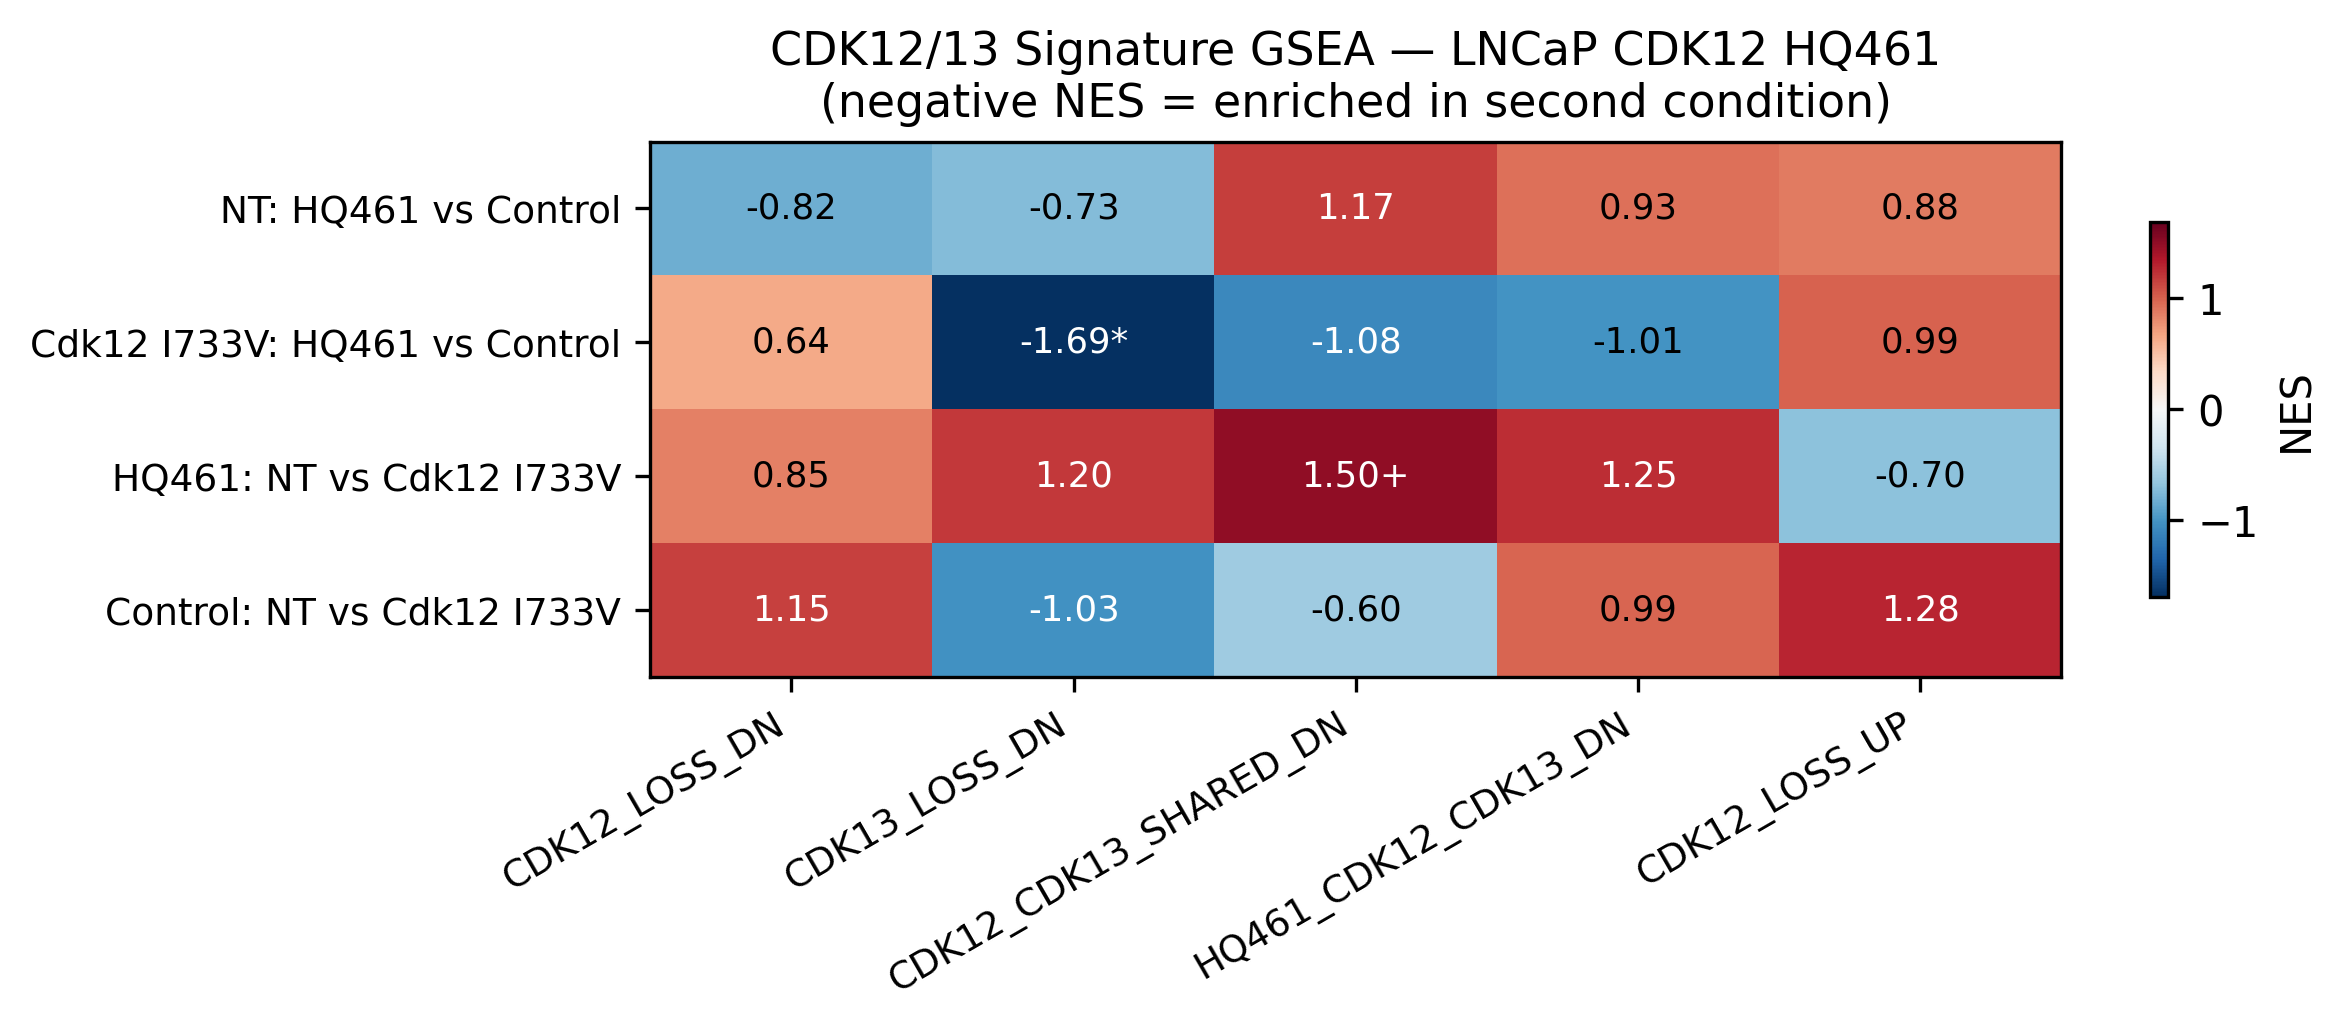 CDK12/13 Signature GSEA — LNCaP CDK12 HQ461
(negative NES = enriched in second condition)
NT: HQ461 vs Control
-0.82
-0.73
1.17
0.93
0.88
Cdk12 I733V: HQ461 vs Control
0.64
-1.69*
-1.08
-1.01
0.99
HQ461: NT vs Cdk12 I733V
0.85
1.20
1.50+
1.25
-0.70
Control: NT vs Cdk12 I733V
1.15
-1.03
-0.60
0.99
1.28
CDK12_LOSS_DN
CDK13_LOSS_DN
CDK12_CDK13_SHARED_DN
HQ461_CDK12_CDK13_DN
CDK12_LOSS_UP
1
0
−1
NES